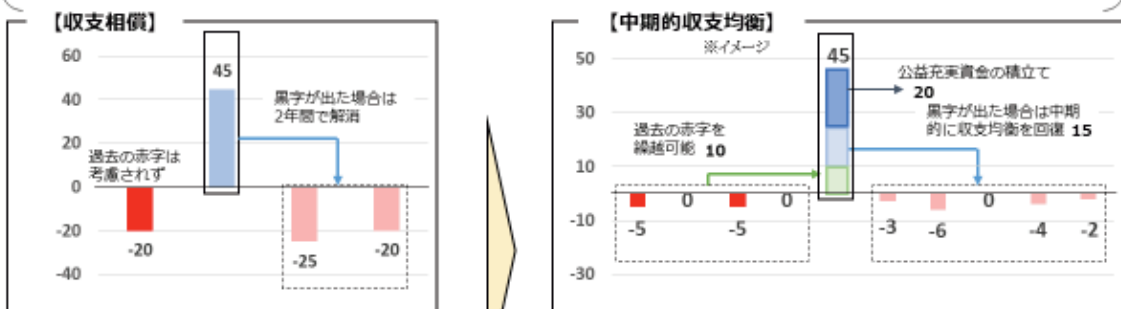 【収支相償】
60
40
20
0
-20
-40
45
黒字が出た場合は
2年間で解消
過去の赤字は
考慮されず
-20
-25
-20
【中期的収支均衡】
※イメージ
50
30
10
-10
-30
45
公益充実資金の積立て
20
黒字が出た場合は中期
的に収支均衡を回復 15
過去の赤字を
繰越可能 10
-5
0
-5
0
-3
-6
0
-4
-2